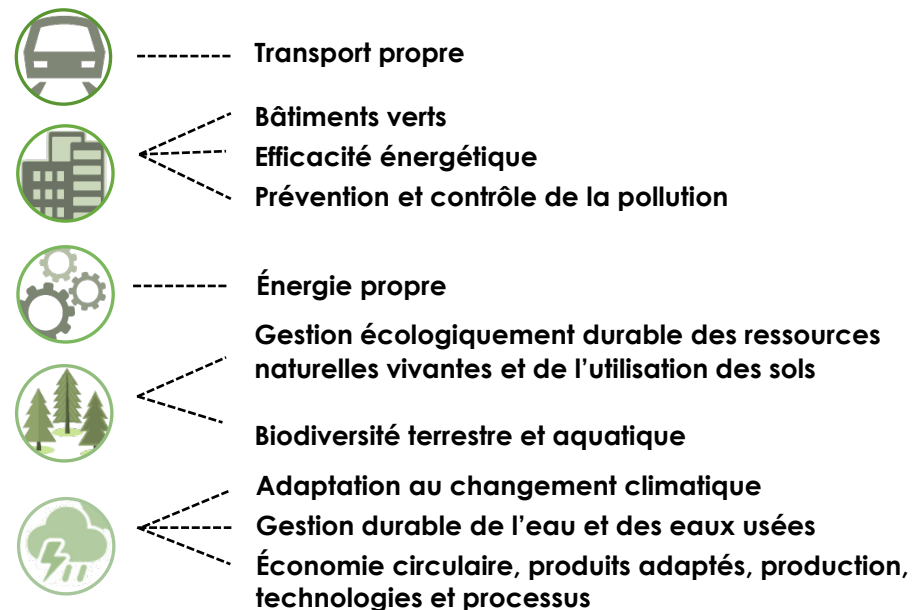 Transport propre
Bâtiments verts
Efficacité énergétique
Prévention et contrôle de la pollution
Énergie propre
Gestion écologiquement durable des ressources
naturelles vivantes et de l’utilisation des sols
Biodiversité terrestre et aquatique
Adaptation au changement climatique
Gestion durable de l’eau et des eaux usées
Économie circulaire, produits adaptés, production,
technologies et processus